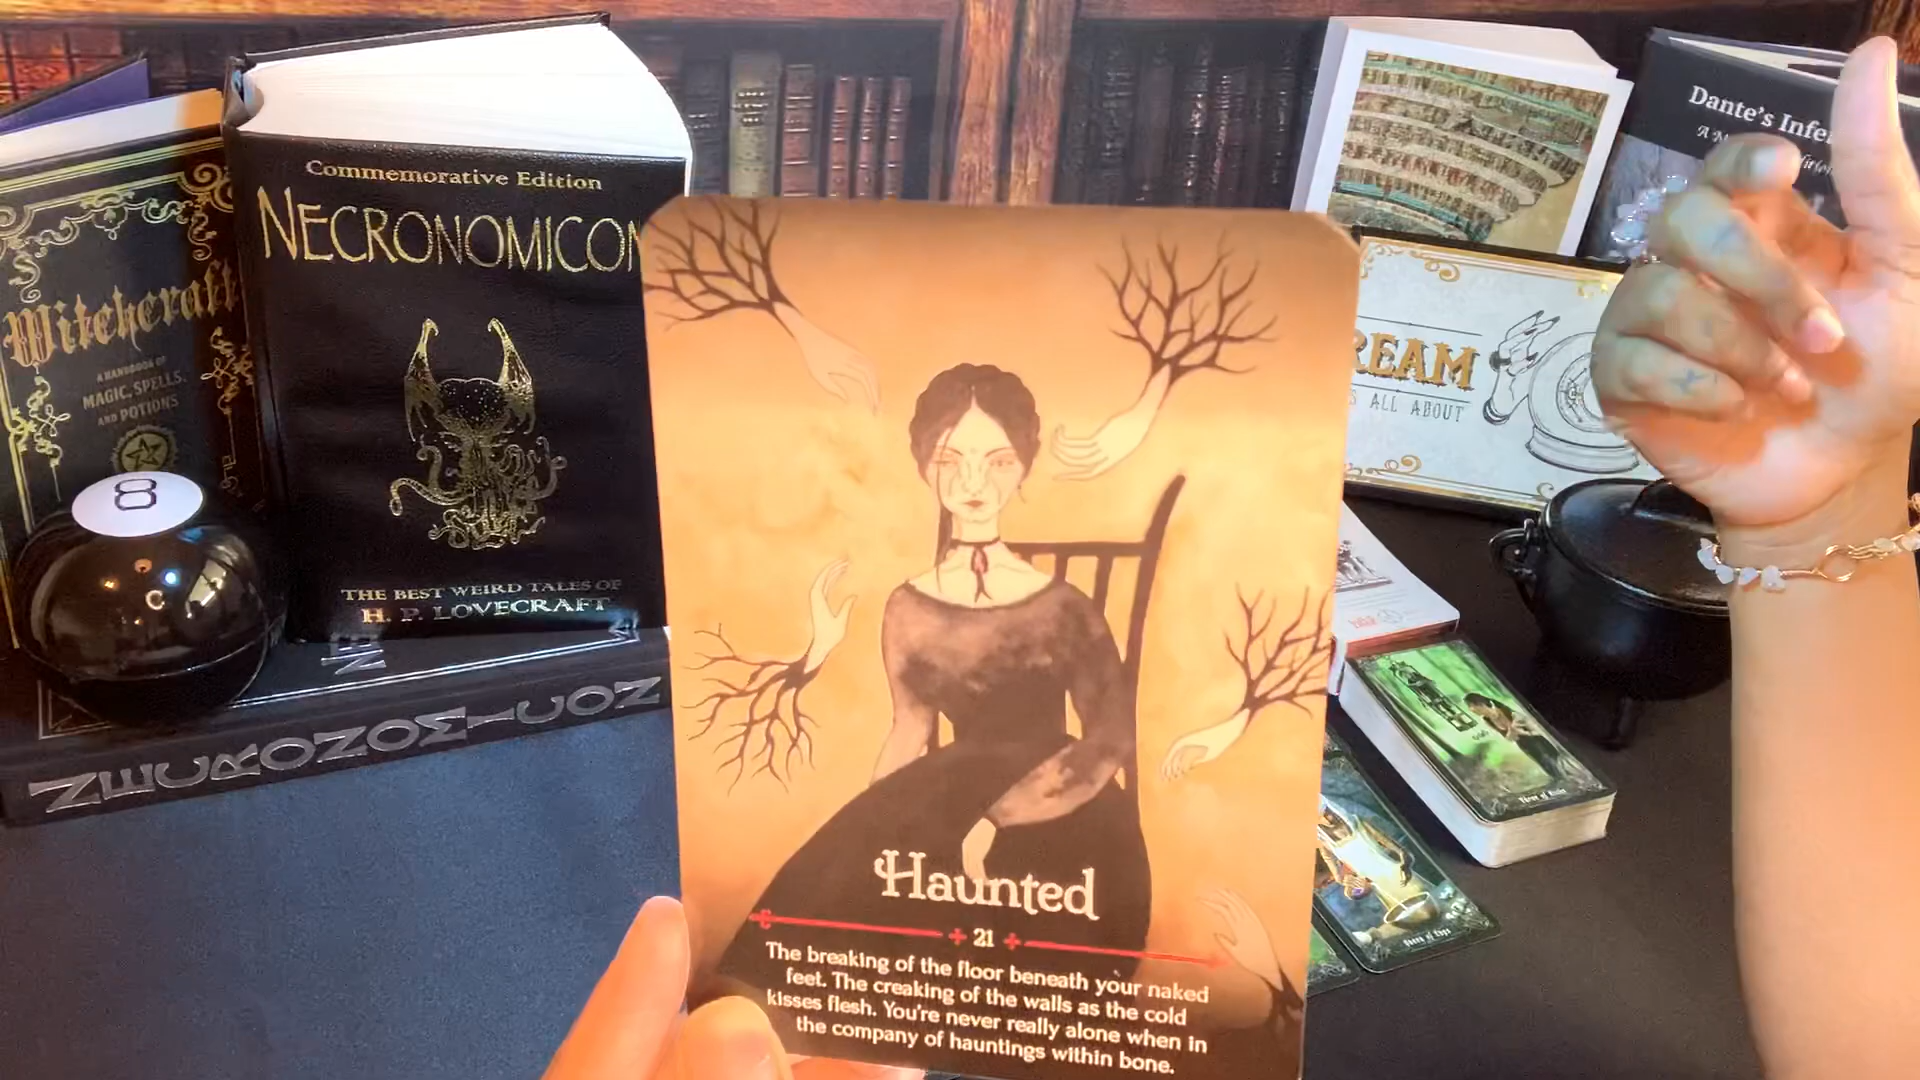 Witchcraft
A HANDBOOK OF
MAGIC, SPELLS,
AND POTIONS
8
Commemorative Edition
NECRONOMICON
THE BEST WEIRD TALES OF
H. P. LOVECRAFT
NECRONOMICON
Dante's Infe
REAM
S ALL ABOUT
Haunted
21
The breaking of the floor beneath your naked
feet. The creaking of the walls as the cold
kisses flesh. You're never really alone when in
the company of hauntings within bone.
Queen of Cups